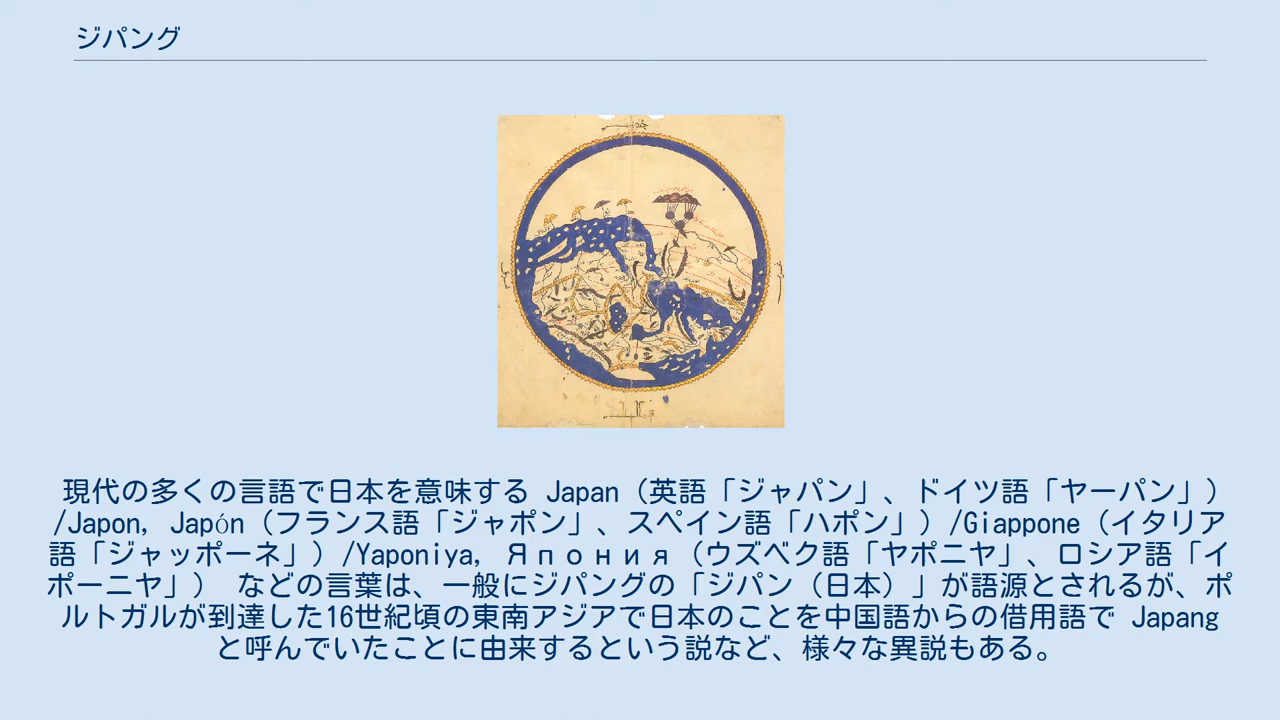 ジパング
現代の多くの言語で日本を意味する Japan（英語「ジャパン」、ドイツ語「ヤーパン」）
/Japon, Japón（フランス語「ジャポン」、スペイン語「ハポン」）/Giappone（イタリア
語「ジャッポーネ」）/Yaponiya, Япония（ウズベク語「ヤポニヤ」、ロシア語「イ
ポーニヤ」） などの言葉は、一般にジパングの「ジパン（日本）」が語源とされるが、ポ
ルトガルが到達した16世紀頃の東南アジアで日本のことを中国語からの借用語で Japang
と呼んでいたことに由来するという説など、様々な異説もある。